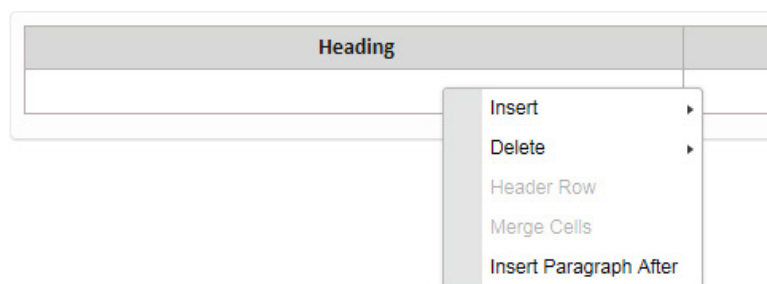 Heading
Insert
Delete
Header Row
Merge Cells
Insert Paragraph After